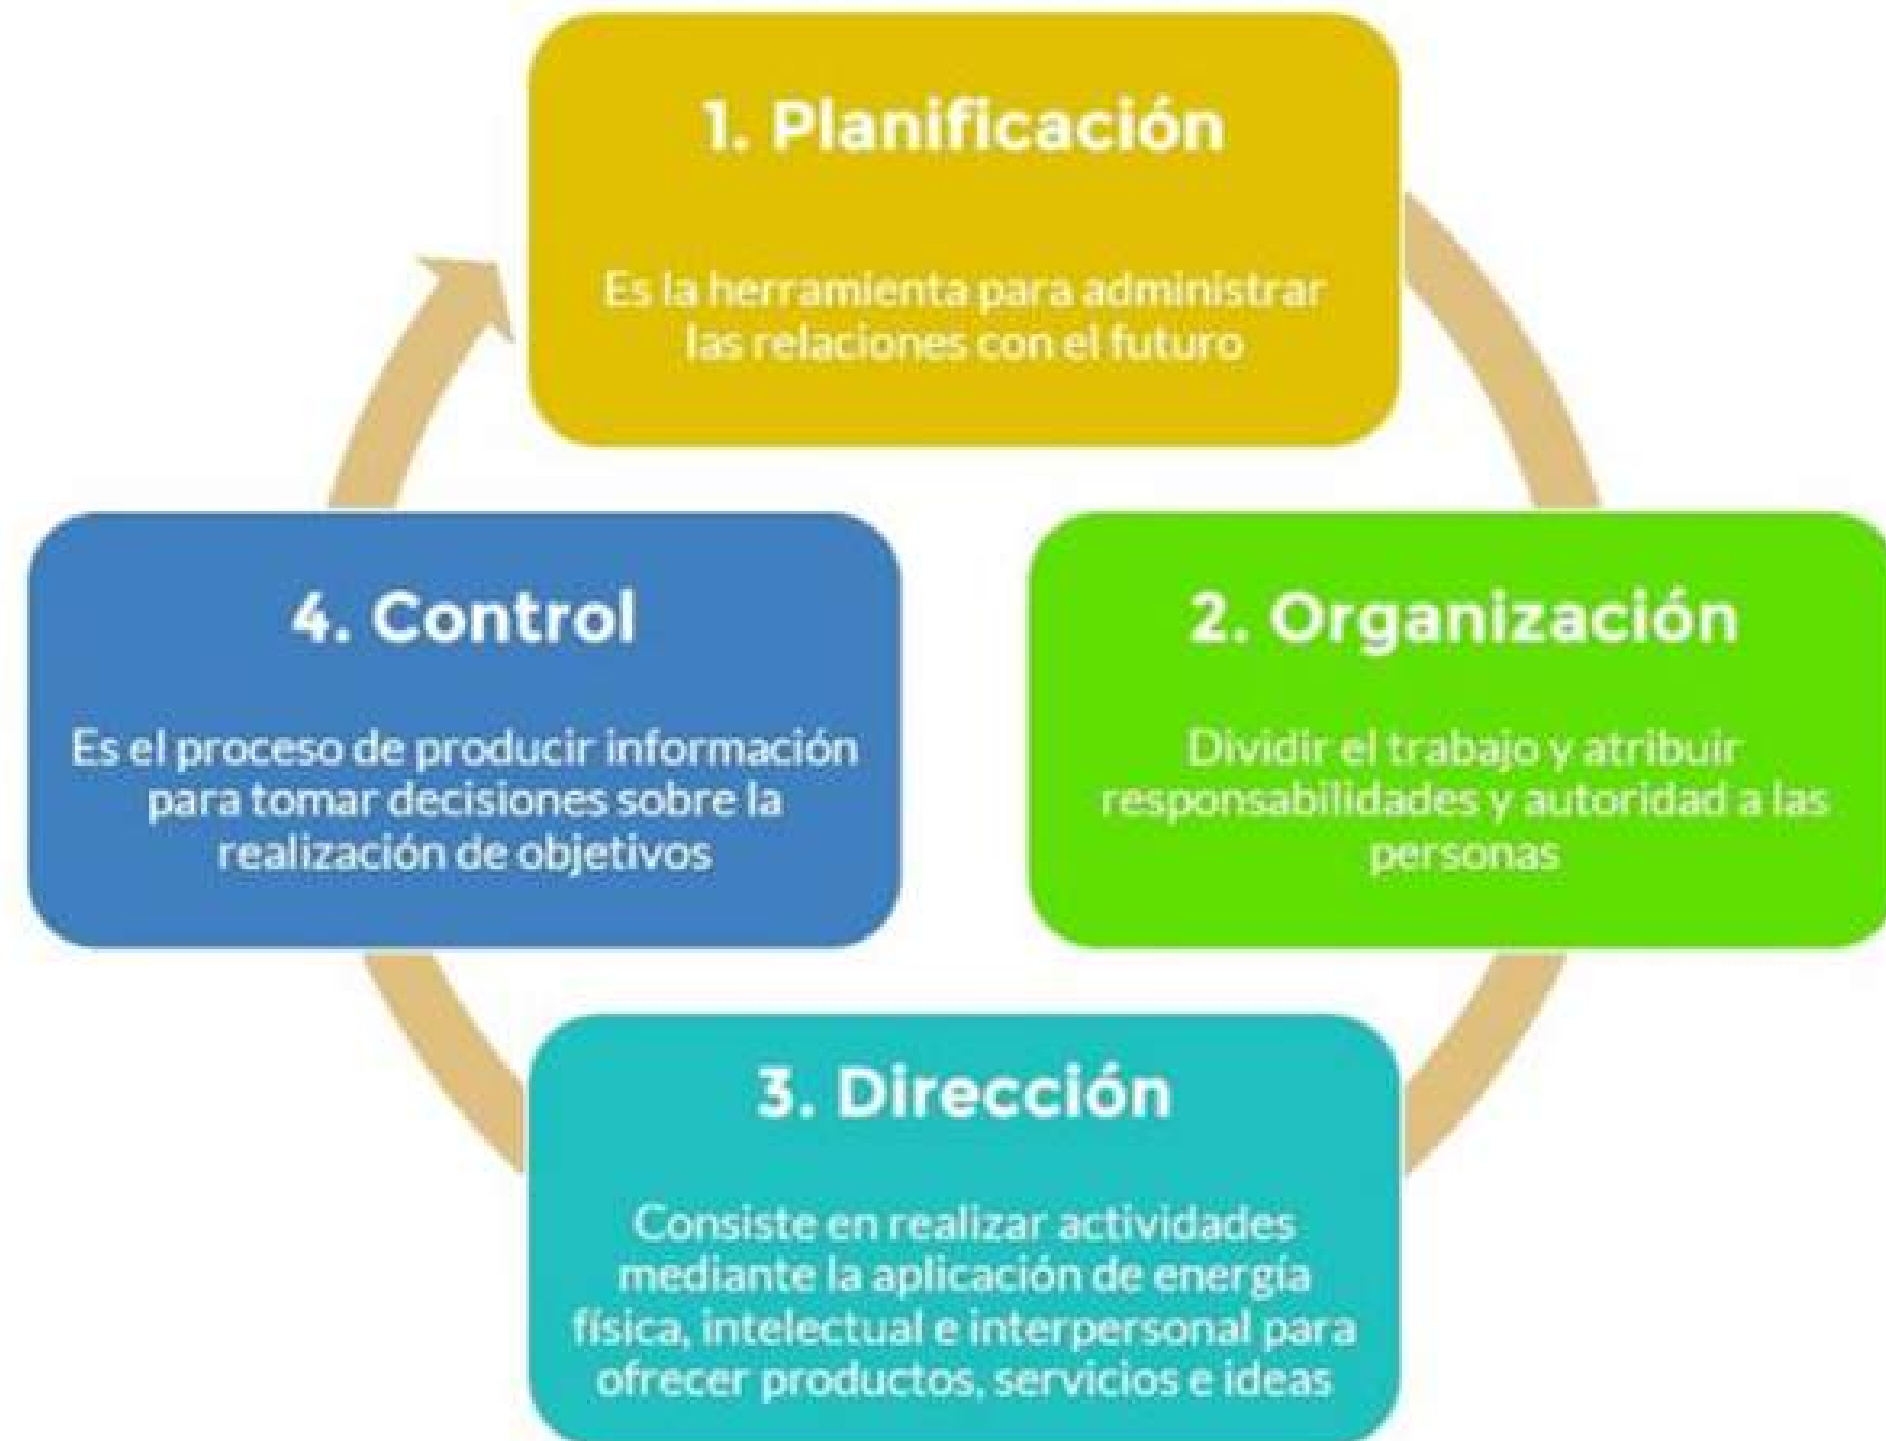 1. Planificación
Es la herramienta para administrar
las relaciones con el futuro
2. Organización
Dividir el trabajo y atribuir
responsabilidades y autoridad a las
personas
3. Dirección
Consiste en realizar actividades
mediante la aplicación de energía
física, intelectual e interpersonal para
ofrecer productos, servicios e ideas
4. Control
Es el proceso de producir información
para tomar decisiones sobre la
realización de objetivos